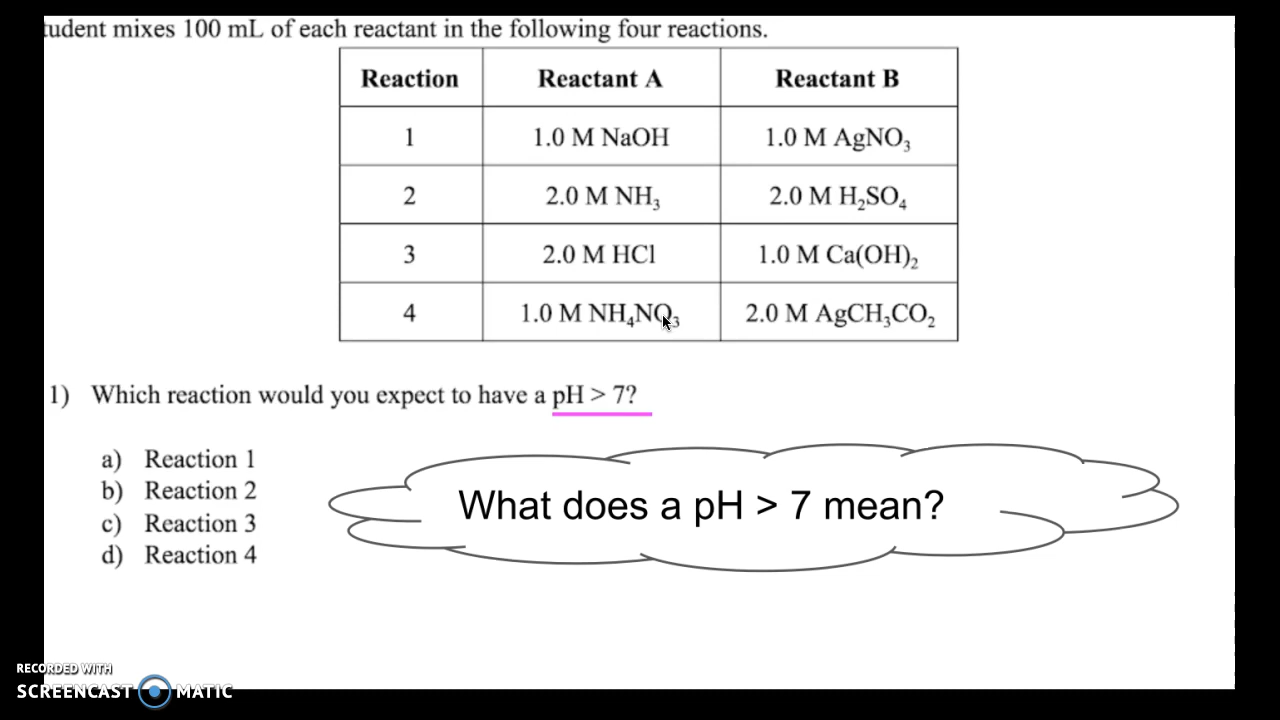 tudent mixes 100 mL of each reactant in the following four reactions.
Reaction Reactant A Reactant B
1 1.0 M NaOH 1.0 M AgNO₃
2 2.0 M NH₃ 2.0 M H₂SO₄
3 2.0 M HCl 1.0 M Ca(OH)₂
4 1.0 M NH₄NO₃ 2.0 M AgCH₃CO₂
1) Which reaction would you expect to have a pH > 7?
a) Reaction 1
b) Reaction 2
c) Reaction 3
d) Reaction 4
What does a pH > 7 mean?
RECORDED WITH
SCREENCAST MATIC